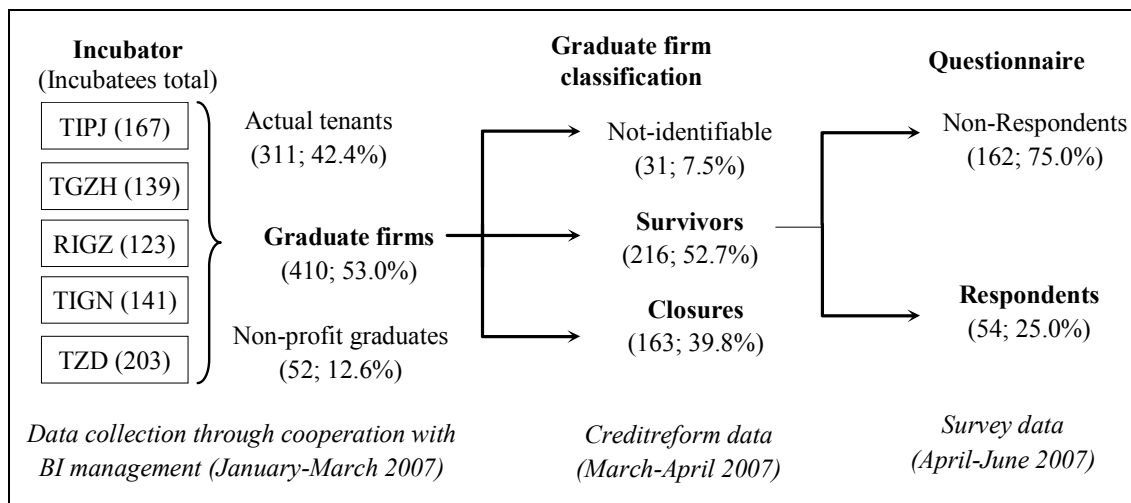 Incubator
(Incubatees total)
TIPJ (167)
TGZH (139)
RIGZ (123)
TIGN (141)
TZD (203)
Actual tenants
(311; 42.4%)
Graduate firms
(410; 53.0%)
Non-profit graduates
(52; 12.6%)
Data collection through cooperation with
BI management (January-March 2007)
Graduate firm
classification
Not-identifiable
(31; 7.5%)
Survivors
(216; 52.7%)
Closures
(163; 39.8%)
Creditreform data
(March-April 2007)
Questionnaire
Non-Respondents
(162; 75.0%)
Respondents
(54; 25.0%)
Survey data
(April-June 2007)